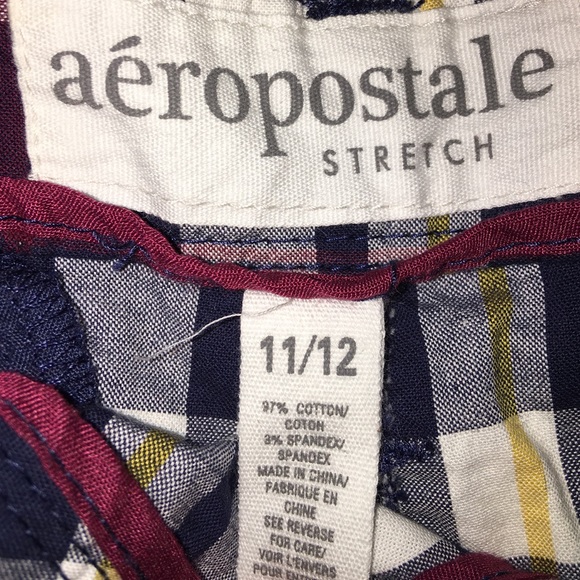 aéropostale
STRETCH
11/12
97% COTTON/
COTON
3% SPANDEX/
SPANDEX
MADE IN CHINA/
FABRIQUE EN
CHINE
SEE REVERSE
FOR CARE/
VOIR L'ENVERS
POUR